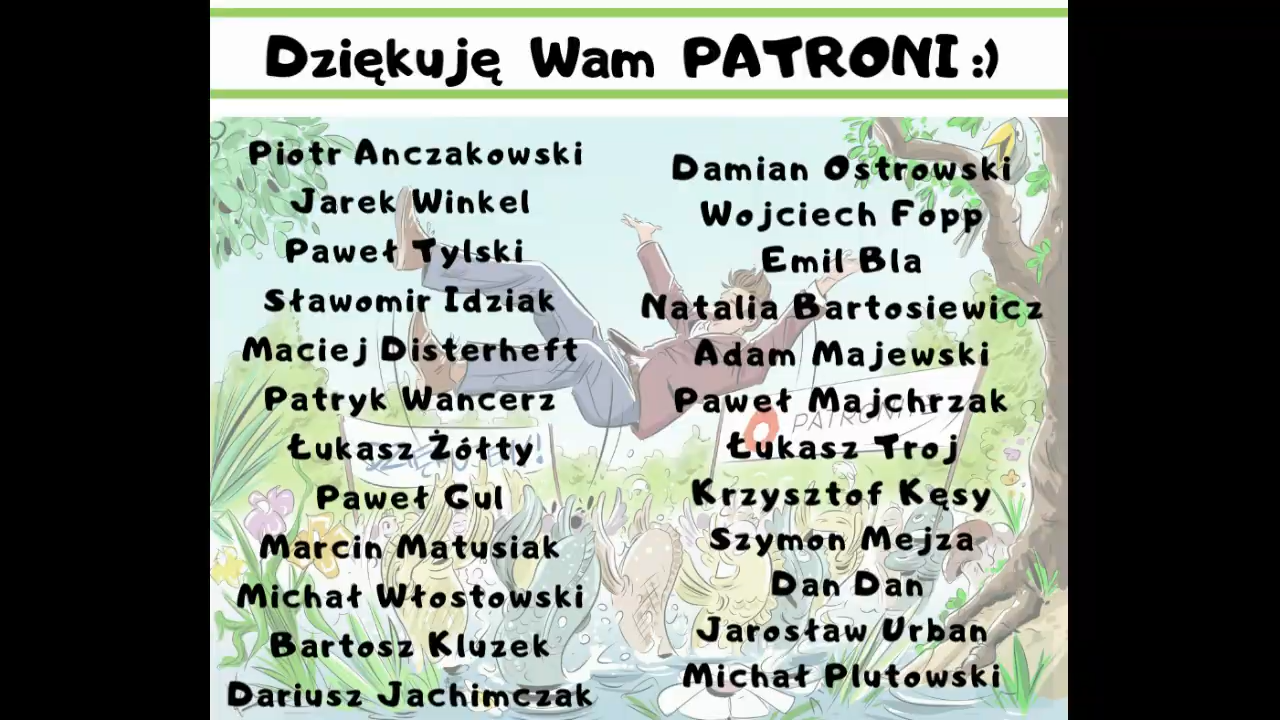 Dziękuję Wam PATRONI :)
Piotr Anczakowski
Jarek Winkel
Paweł Tylski
Sławomir Idziak
Maciej Disterheft
Patryk Wancerz
Łukasz Żółty
Paweł Gul
Marcin Matusiak
Michał Włostowski
Bartosz Kluzek
Dariusz Jachimczak
Damian Ostrowski
Wojciech Fopp
Emil Bla
Natalia Bartosiewicz
Adam Majewski
Paweł Majchrzak
Łukasz Troj
Krzysztof Kęsy
Szymon Mejza
Dan Dan
Jarosław Urban
Michał Plutowski
PATRONI